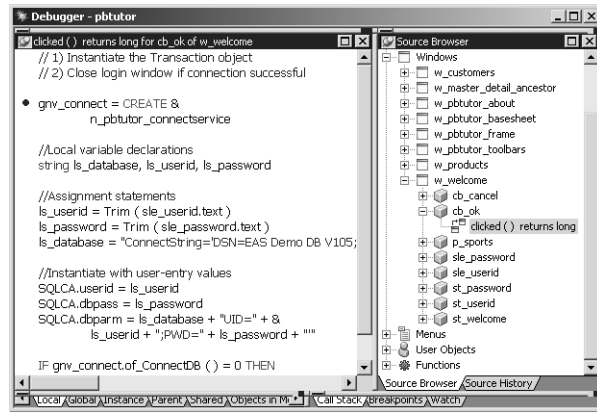 Debugger - pbtutor
clicked ( ) returns long for cb_ok of w_welcome
// 1) Instantiate the Transaction object
// 2) Close login window if connection successful
gnv_connect = CREATE &
n_pbtutor_connectservice
//Local variable declarations
string ls_database, ls_userid, ls_password
//Assignment statements
ls_userid = Trim ( sle_userid.text )
ls_password = Trim ( sle_password.text )
ls_database = "ConnectString='DSN=EAS Demo DB V105;
//Instantiate with user-entry values
SQLCA.userid = ls_userid
SQLCA.dbpass = ls_password
SQLCA.dbparm = ls_database + "UID=" + &
ls_userid + ";PWD=" + ls_password + "'"
IF gnv_connect.of_ConnectDB ( ) = 0 THEN
Local Global Instance Parent Shared Objects in M
Source Browser
Windows
w_customers
w_master_detail_ancestor
w_pbtutor_about
w_pbtutor_basesheet
w_pbtutor_frame
w_pbtutor_toolbars
w_products
w_welcome
cb_cancel
cb_ok
clicked ( ) returns long
p_sports
sle_password
sle_userid
st_password
st_userid
st_welcome
Menus
User Objects
Functions
Source Browser Source History
Call Stack Breakpoints Watch